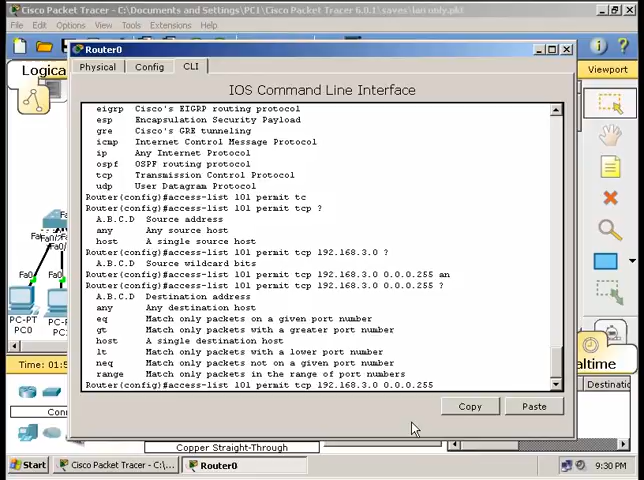 Cisco Packet Tracer - C:\Documents and Settings\PC1\Cisco Packet Tracer 6.0.1\saves\lan only.pkt
File Edit Options View Tools Extensions Help
Router0
Physical Config CLI
Logica
Viewport
IOS Command Line Interface
eigrp Cisco's EIGRP routing protocol
esp Encapsulation Security Payload
gre Cisco's GRE tunneling
icmp Internet Control Message Protocol
ip Any Internet Protocol
ospf OSPF routing protocol
tcp Transmission Control Protocol
udp User Datagram Protocol
Router(config)#access-list 101 permit tc
Router(config)#access-list 101 permit tcp ?
A.B.C.D Source address
any Any source host
host A single source host
Router(config)#access-list 101 permit tcp 192.168.3.0 ?
A.B.C.D Source wildcard bits
Router(config)#access-list 101 permit tcp 192.168.3.0 0.0.0.255 an
Router(config)#access-list 101 permit tcp 192.168.3.0 0.0.0.255 ?
A.B.C.D Destination address
any Any destination host
eq Match only packets on a given port number
gt Match only packets with a greater port number
host A single destination host
lt Match only packets with a lower port number
neq Match only packets not on a given port number
range Match only packets in the range of port numbers
Router(config)#access-list 101 permit tcp 192.168.3.0 0.0.0.255
Fa0/
PC-PT
PC0
PC
Time: 01:5
ealtime
Copy Paste
Conn
Destinatio
Copper Straight-Through
Start Cisco Packet Tracer - C:\... Router0 9:30 PM